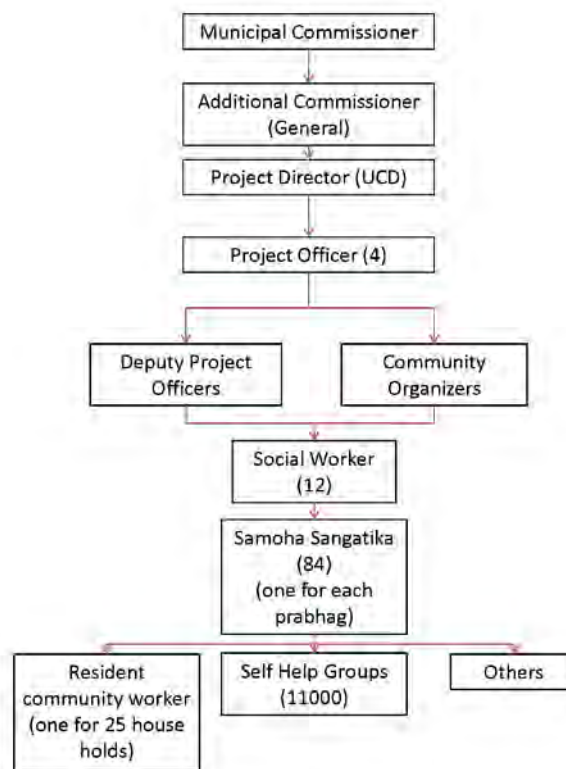 Municipal Commissioner
Additional Commissioner
(General)
Project Director (UCD)
Project Officer (4)
Deputy Project
Officers
Community
Organizers
Social Worker
(12)
Samoha Sangatika
(84)
(one for each
prabhag)
Resident
community worker
(one for 25 house
holds)
Self Help Groups
(11000)
Others